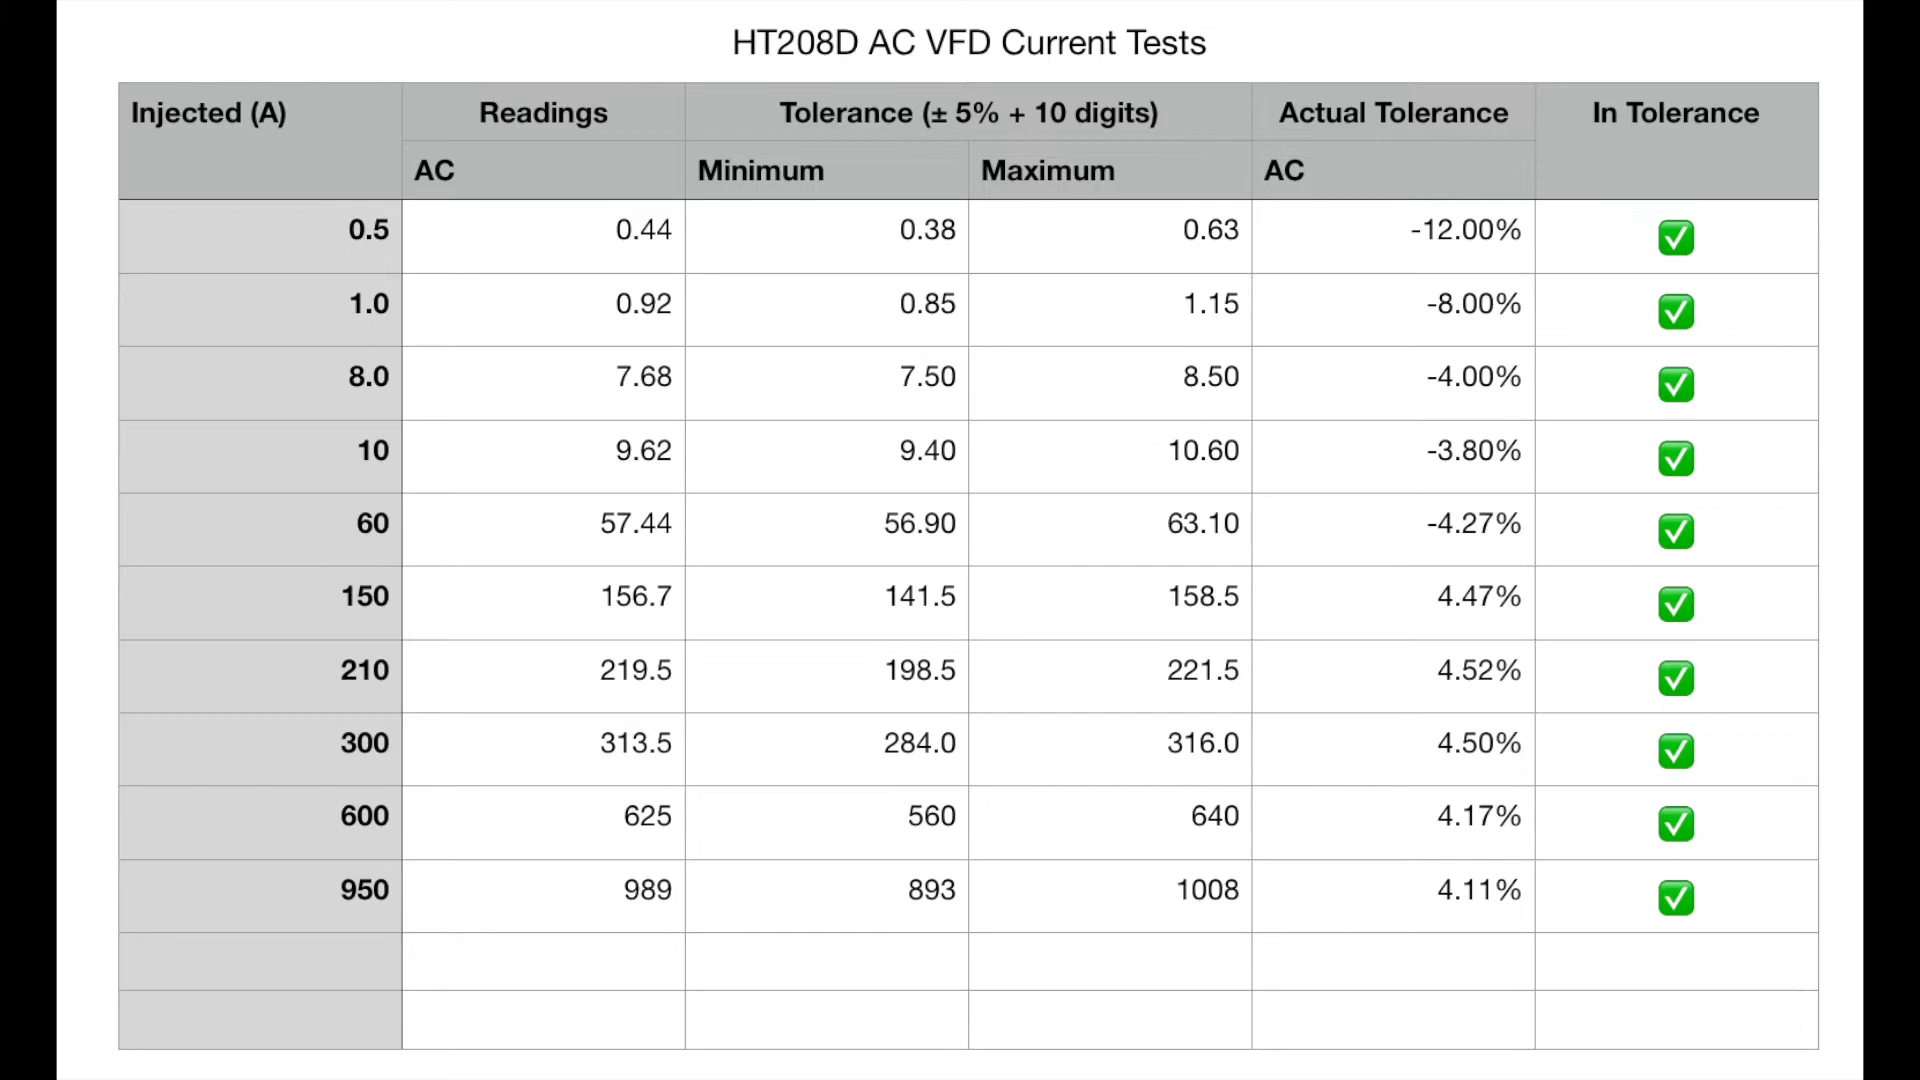 HT208D AC VFD Current Tests
Injected (A) Readings Tolerance (± 5% + 10 digits) Actual Tolerance In Tolerance
AC Minimum Maximum AC
0.5 0.44 0.38 0.63 -12.00% ✅
1.0 0.92 0.85 1.15 -8.00% ✅
8.0 7.68 7.50 8.50 -4.00% ✅
10 9.62 9.40 10.60 -3.80% ✅
60 57.44 56.90 63.10 -4.27% ✅
150 156.7 141.5 158.5 4.47% ✅
210 219.5 198.5 221.5 4.52% ✅
300 313.5 284.0 316.0 4.50% ✅
600 625 560 640 4.17% ✅
950 989 893 1008 4.11% ✅